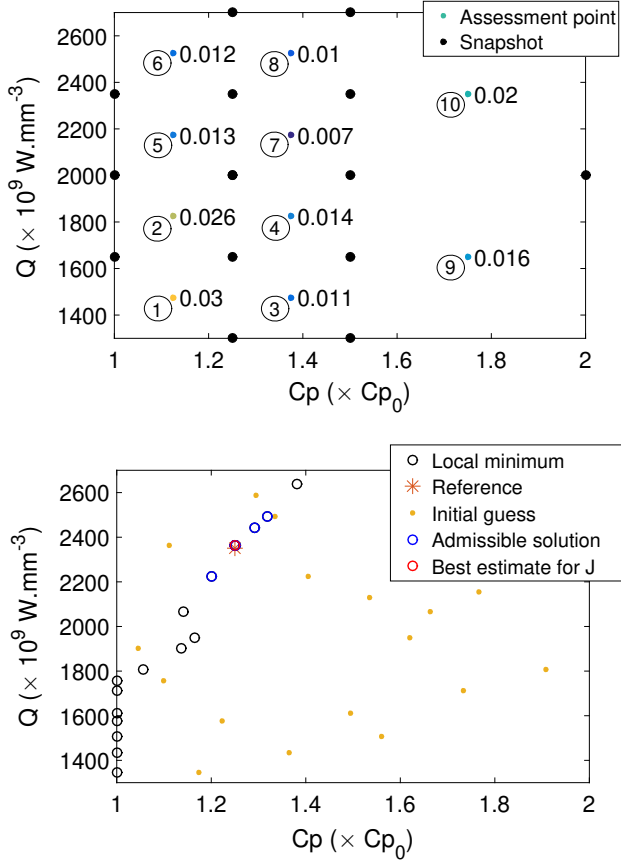 2600
2400
2200
2000
1800
1600
1400
Q (× 10⁹ W.mm⁻³)
Assessment point
Snapshot
6 0.012
8 0.01
10 0.02
5 0.013
7 0.007
2 0.026
4 0.014
9 0.016
1 0.03
3 0.011
1 1.2 1.4 1.6 1.8 2
Cp (× Cp₀)
2600
2400
2200
2000
1800
1600
1400
Q (× 10⁹ W.mm⁻³)
Local minimum
Reference
Initial guess
Admissible solution
Best estimate for J
1 1.2 1.4 1.6 1.8 2
Cp (× Cp₀)